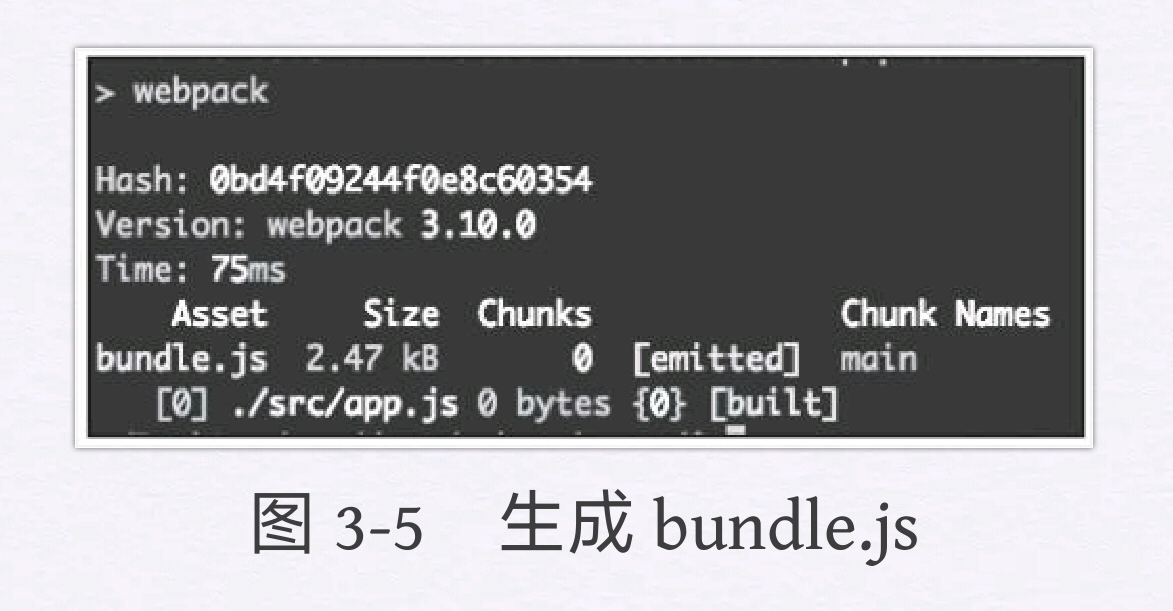 > webpack
Hash: 0bd4f09244f0e8c60354
Version: webpack 3.10.0
Time: 75ms
Asset Size Chunks Chunk Names
bundle.js 2.47 kB 0 [emitted] main
[0] ./src/app.js 0 bytes {0} [built]
图 3-5 生成 bundle.js